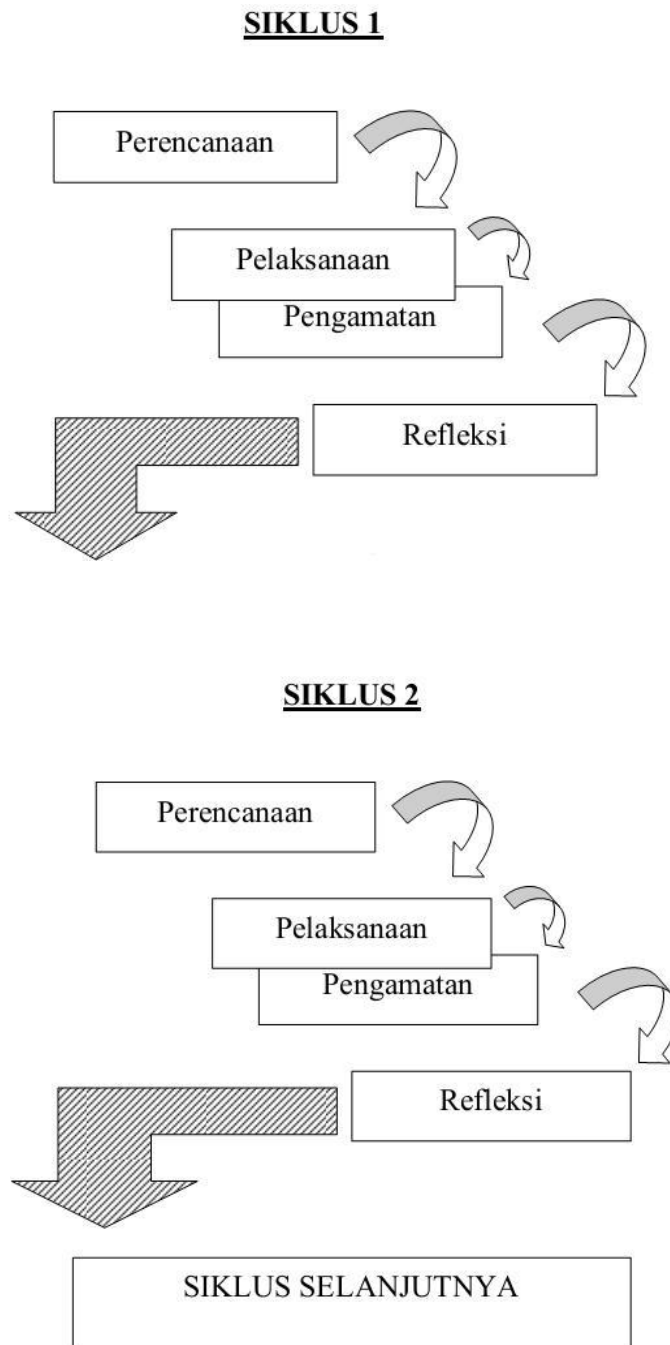 SIKLUS 1
Perencanaan
Pelaksanaan
Pengamatan
Refleksi
SIKLUS 2
Perencanaan
Pelaksanaan
Pengamatan
Refleksi
SIKLUS SELANJUTNYA